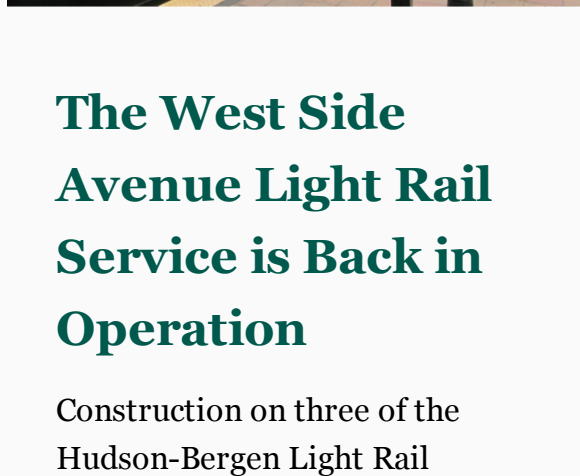 The West Side
Avenue Light Rail
Service is Back in
Operation
Construction on three of the
Hudson-Bergen Light Rail